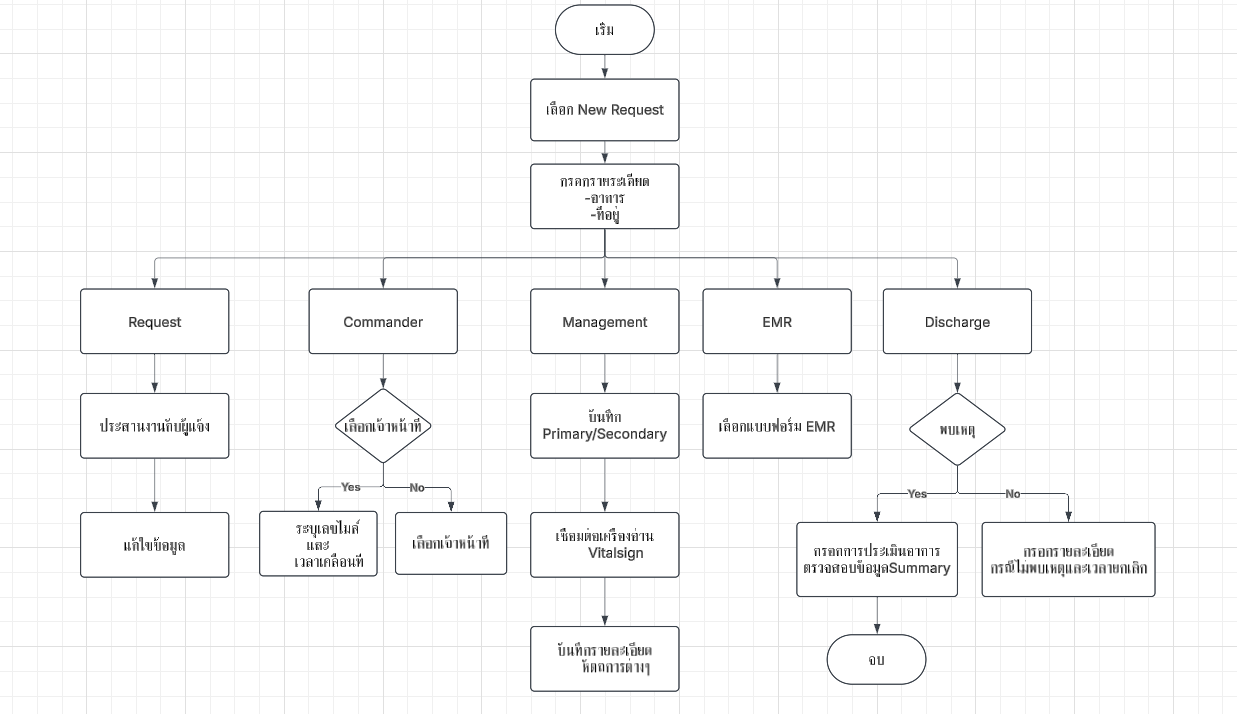 เริ่ม
เลือก New Request
กรอกรายระเอียด
-อาการ
-ที่อยู่
Request
Commander
Management
EMR
Discharge
ประสานงานกับผู้แจ้ง
เลือกเจ้าหน้าที่
บันทึก
Primary/Secondary
เลือกแบบฟอร์ม EMR
พบเหตุ
Yes
No
Yes
No
แก้ไขข้อมูล
ระบุเลขไมล์
และ
เวลาเคลื่อนที่
เลือกเจ้าหน้าที่
เชื่อมต่อเครื่องอ่าน
Vitalsign
กรอกการประเมินอาการ
ตรวจสอบข้อมูลSummary
กรอกรายละเอียด
กรณีไม่พบเหตุและเวลายกเลิก
บันทึกรายละเอียด
หัตถการต่างๆ
จบ